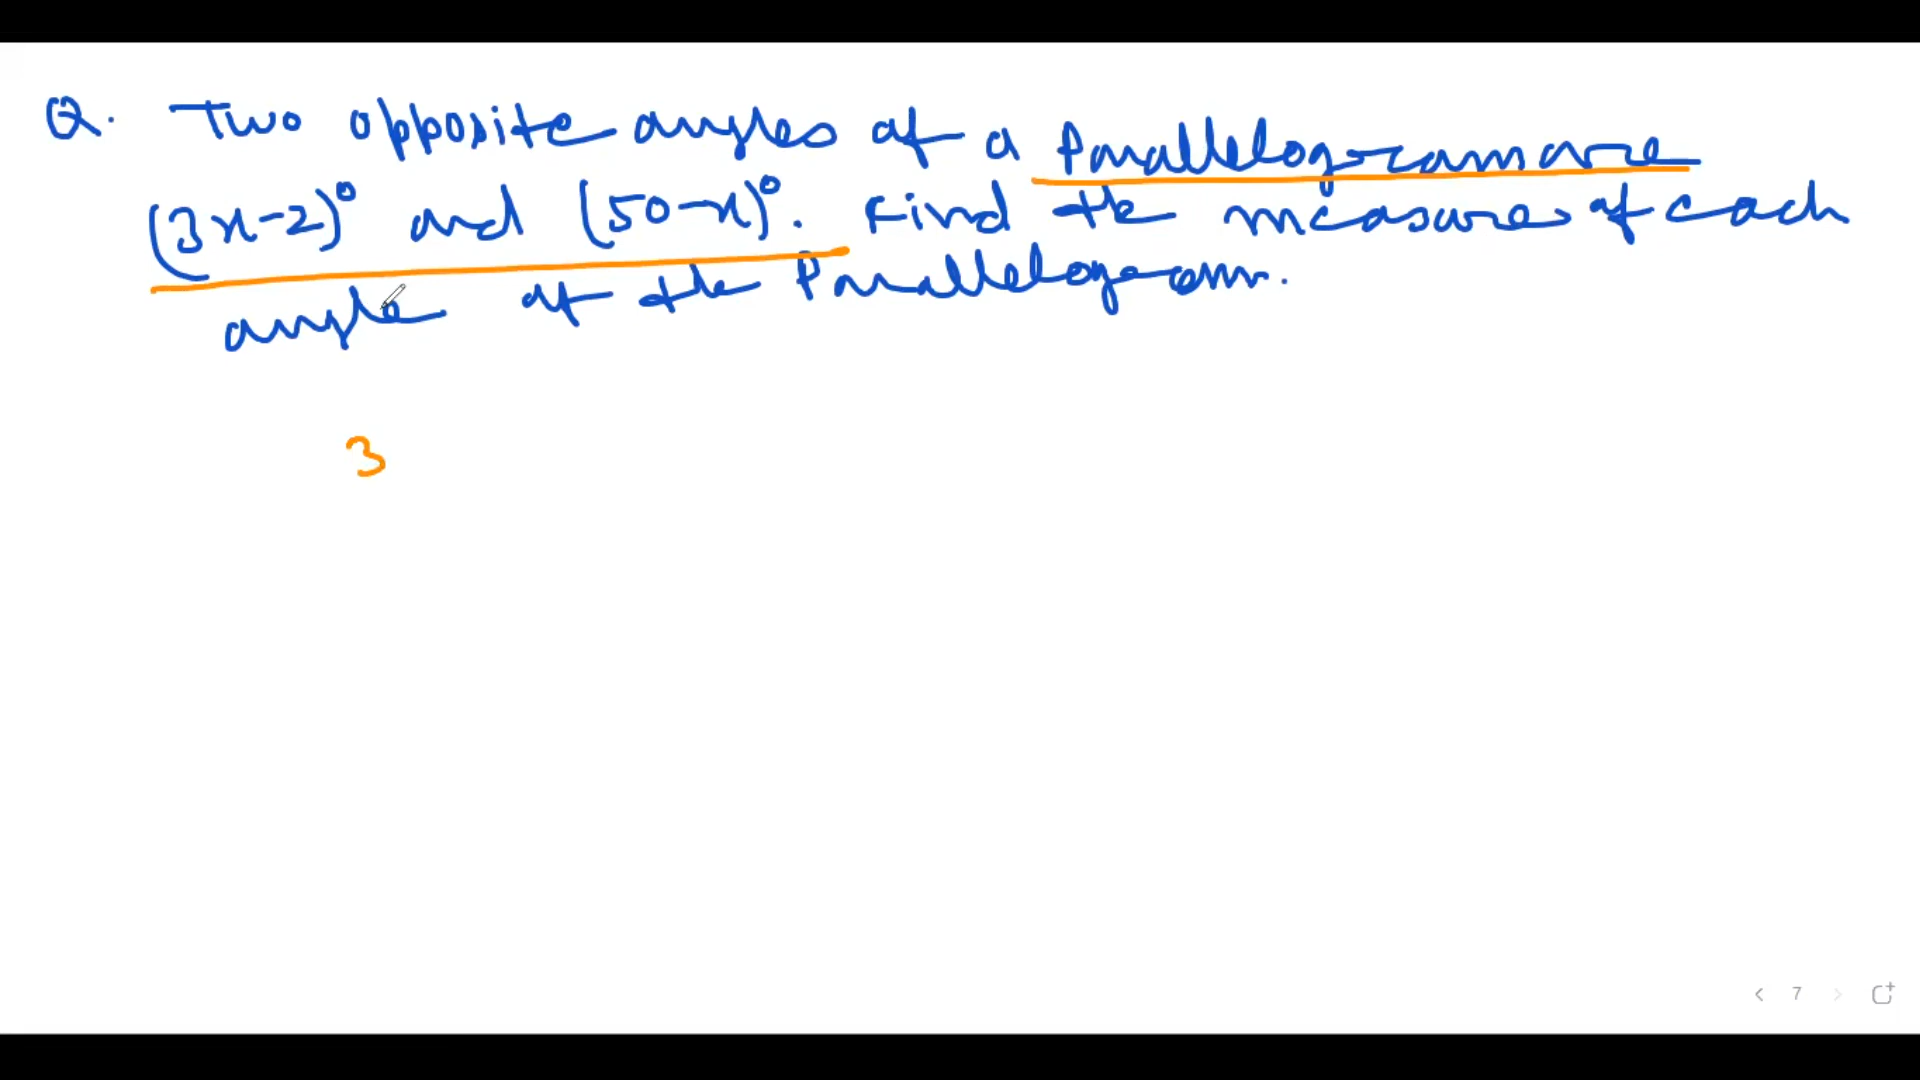 Q. Two opposite angles of a Parallelogram are
(3x-2)° and (50-x)°. Find the measures of each
angle of the Parallelogram.
3
7